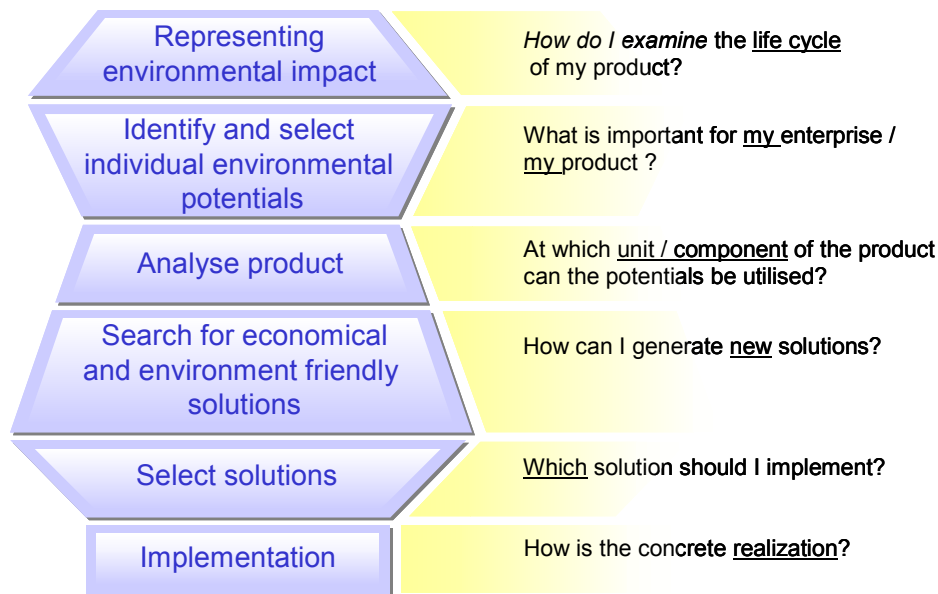 Representing
environmental impact
How do I examine the life cycle
of my product?
Identify and select
individual environmental
potentials
What is important for my enterprise /
my product ?
Analyse product
At which unit / component of the product
can the potentials be utilised?
Search for economical
and environment friendly
solutions
How can I generate new solutions?
Select solutions
Which solution should I implement?
Implementation
How is the concrete realization?